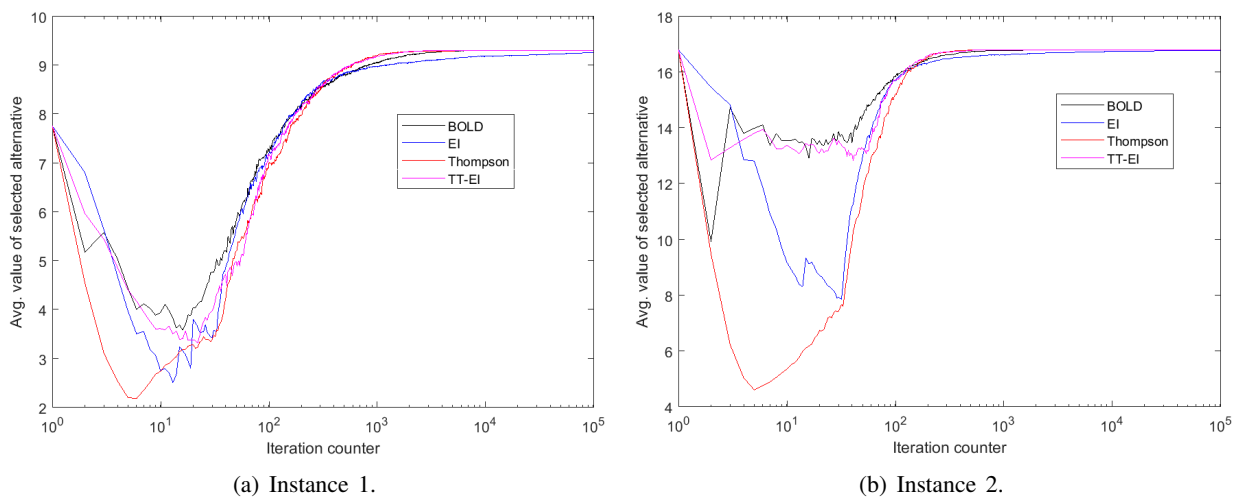 10
9
8
7
6
5
4
3
2
Avg. value of selected alternative
10^0
10^1
10^2
10^3
10^4
10^5
Iteration counter
BOLD
EI
Thompson
TT-EI
(a) Instance 1.
18
16
14
12
10
8
6
4
Avg. value of selected alternative
10^0
10^1
10^2
10^3
10^4
10^5
Iteration counter
BOLD
EI
Thompson
TT-EI
(b) Instance 2.